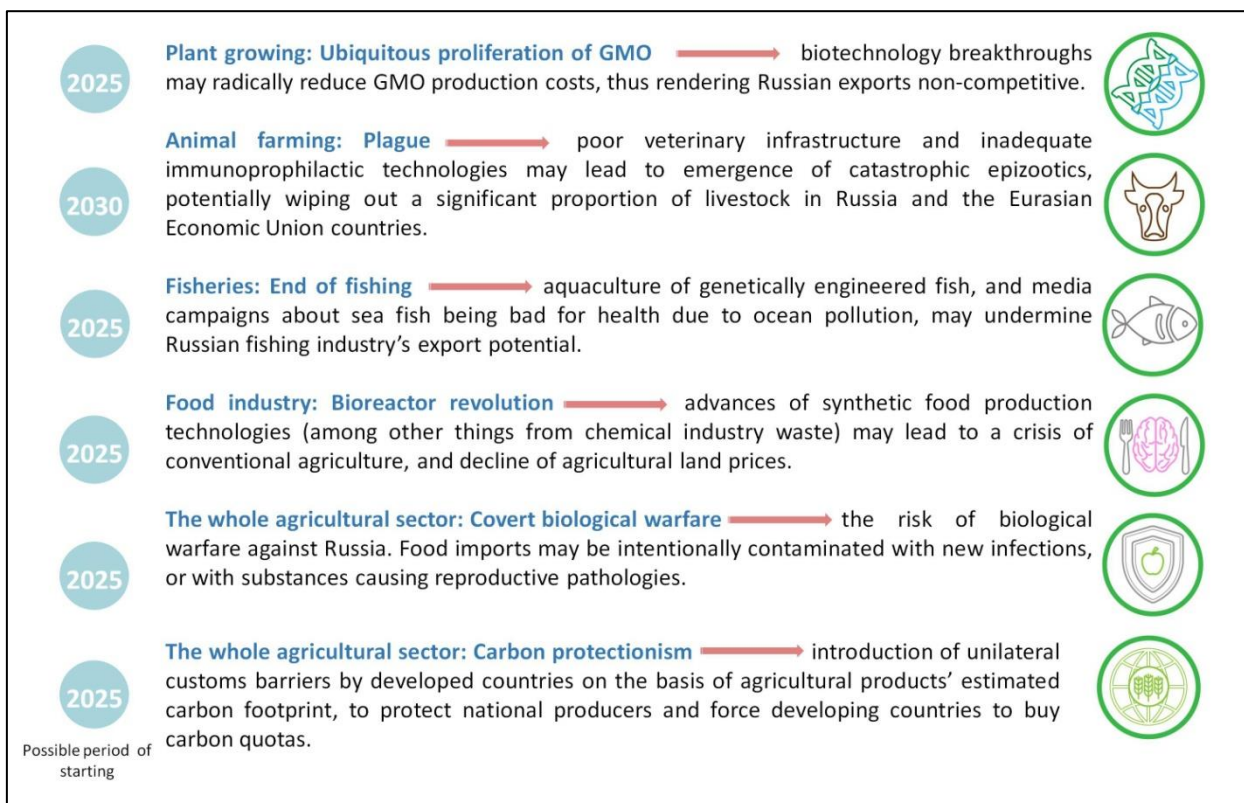 2025
Plant growing: Ubiquitous proliferation of GMO biotechnology breakthroughs
may radically reduce GMO production costs, thus rendering Russian exports non-competitive.
2030
Animal farming: Plague poor veterinary infrastructure and inadequate
immunoprophilactic technologies may lead to emergence of catastrophic epizootics,
potentially wiping out a significant proportion of livestock in Russia and the Eurasian
Economic Union countries.
2025
Fisheries: End of fishing aquaculture of genetically engineered fish, and media
campaigns about sea fish being bad for health due to ocean pollution, may undermine
Russian fishing industry’s export potential.
2025
Food industry: Bioreactor revolution advances of synthetic food production
technologies (among other things from chemical industry waste) may lead to a crisis of
conventional agriculture, and decline of agricultural land prices.
2025
The whole agricultural sector: Covert biological warfare the risk of biological
warfare against Russia. Food imports may be intentionally contaminated with new infections,
or with substances causing reproductive pathologies.
2025
The whole agricultural sector: Carbon protectionism introduction of unilateral
customs barriers by developed countries on the basis of agricultural products’ estimated
carbon footprint, to protect national producers and force developing countries to buy
carbon quotas.
Possible period of
starting